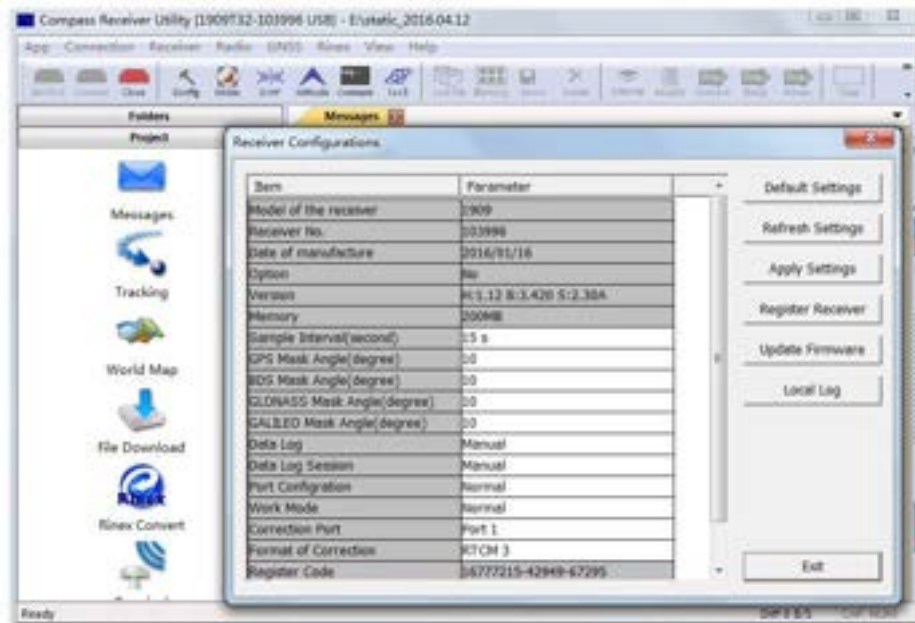 Compass Receiver Utility [1909T32-103996 USB] - E:\static_2016.04.12
App Connection Receiver Radio GNSS Rinex View Help
Close Config
Folders
Messages
Project
Messages
Tracking
World Map
File Download
Rinex
Rinex Convert
Receiver Configurations
Item Parameter
Model of the receiver 1909
Receiver No. 103996
Date of manufacture 2016/01/16
Option No
Version H:1.12 B:3.420 S:2.30A
Memory 200MB
Sample Interval(second) 15 s
GPS Mask Angle(degree) 10
BDS Mask Angle(degree) 10
GLONASS Mask Angle(degree) 10
GALILEO Mask Angle(degree) 10
Data Log Manual
Data Log Session Manual
Port Configration Normal
Work Mode Normal
Correction Port Port 1
Format of Correction RTCM 3
Register Code 16777215-42949-67295
Default Settings
Refresh Settings
Apply Settings
Register Receiver
Update Firmware
Local Log
Exit
Ready